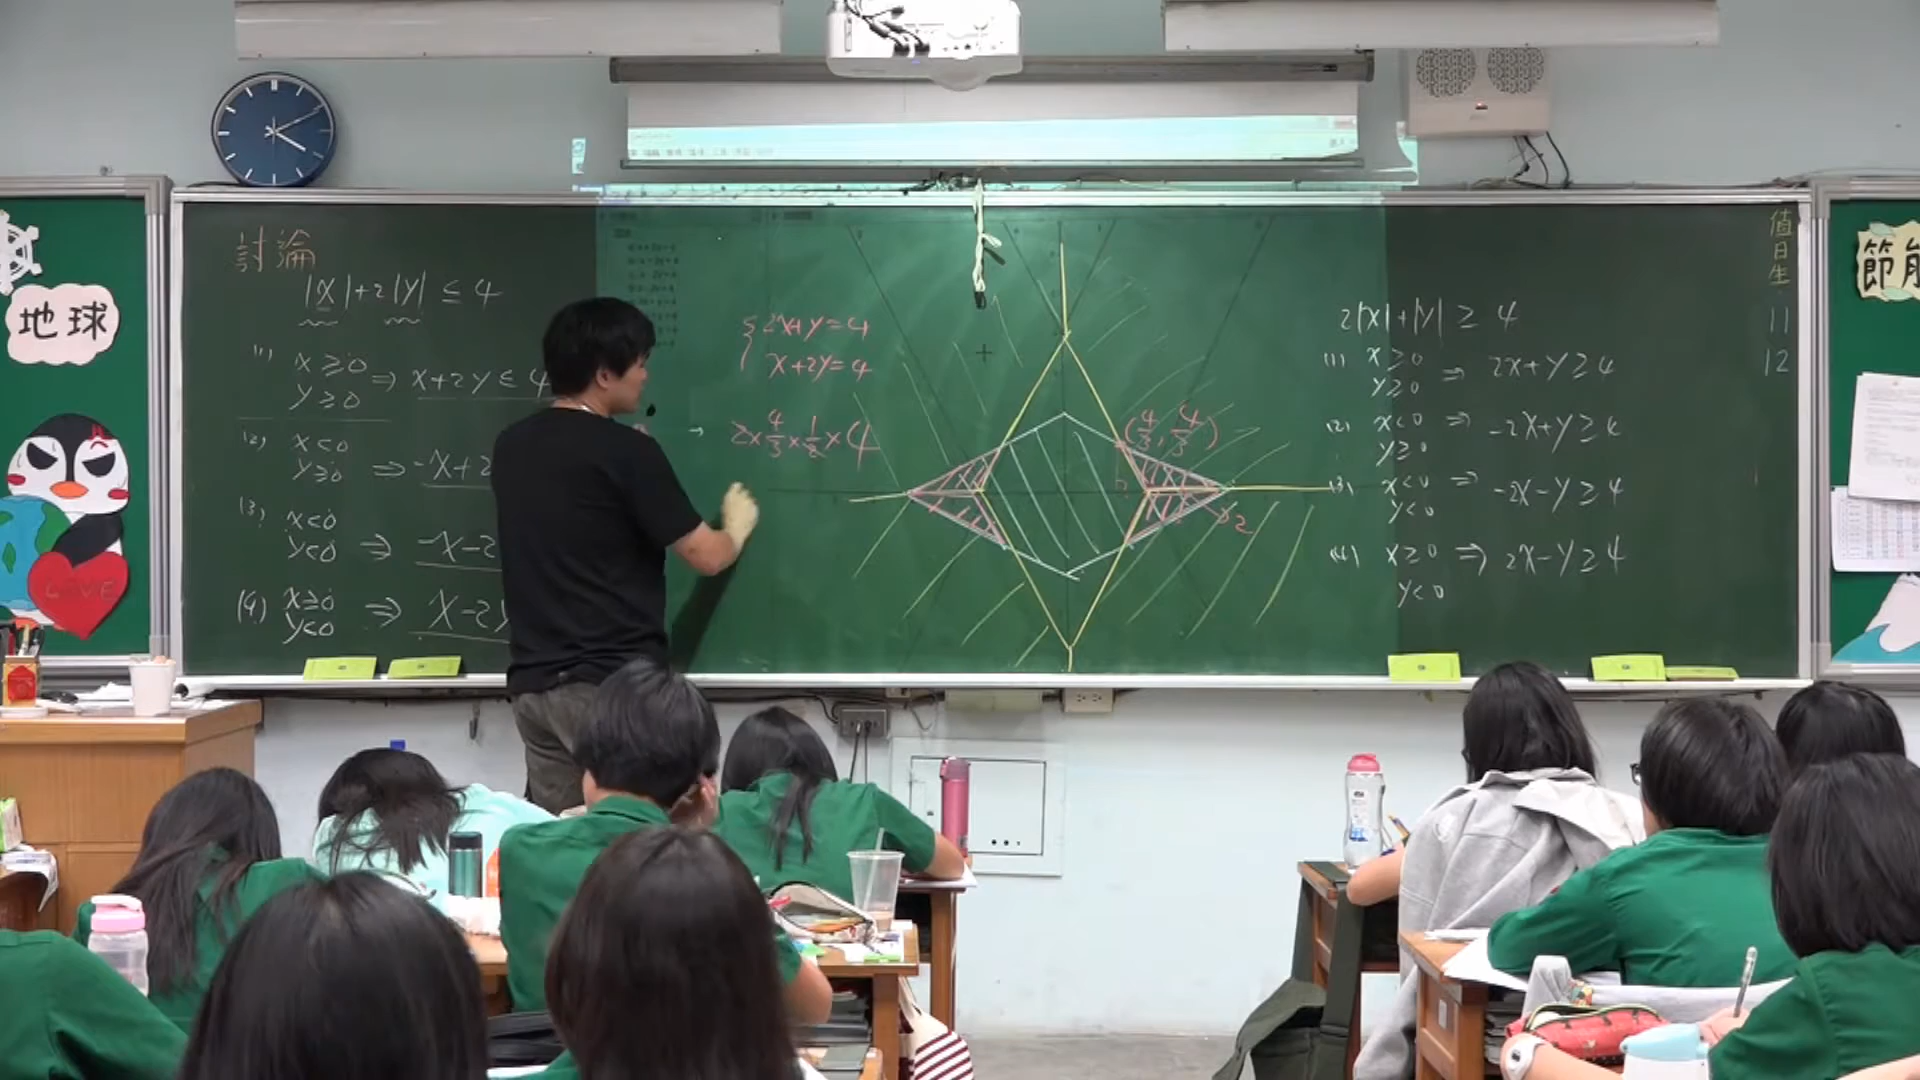 地球
LOVE
討論
|x|+2|y| ≤ 4
(1) x≥0
y≥0 ⇒ x+2y≤4
(2) x<0
y≥0 ⇒ -x+2
(3) x<0
y<0 ⇒ -x-2
(4) x≥0
y<0 ⇒ x-2y
{2x+y=4
x+2y=4
2×4/3×1/2×(4
(4/3, 4/3)
2
2|x|+|y| ≥ 4
(1) x≥0
y≥0 ⇒ 2x+y≥4
(2) x<0
y≥0 ⇒ -2x+y≥4
(3) x<0
y<0 ⇒ -2x-y≥4
(4) x≥0
y<0 ⇒ 2x-y≥4
值日生
11
12
節